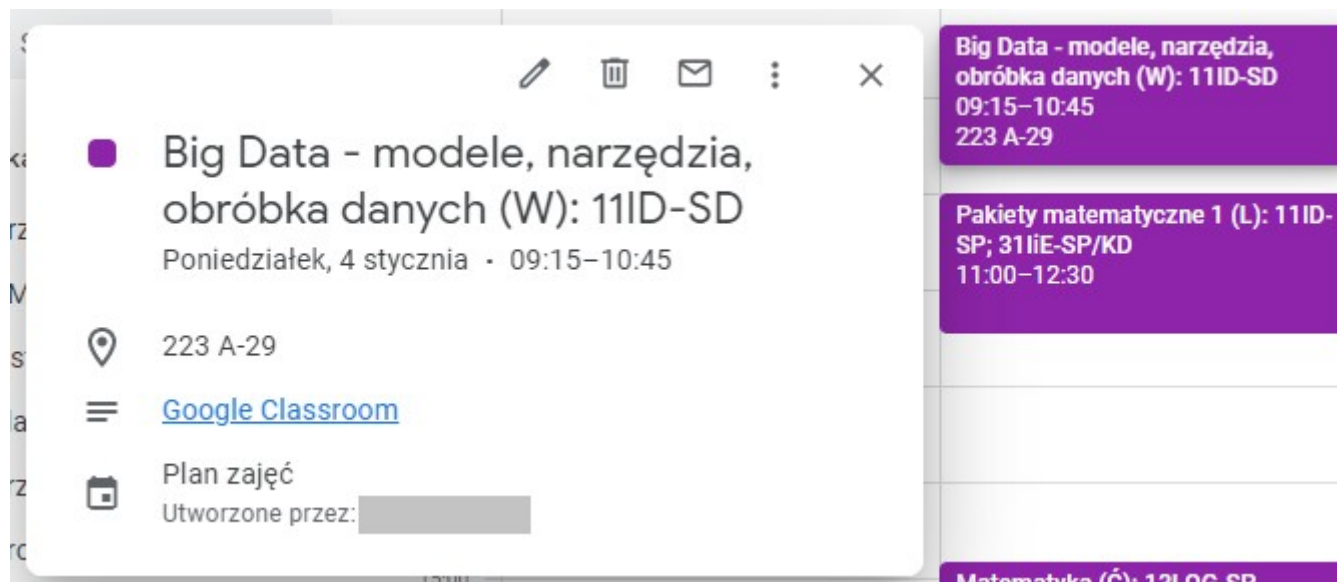 Big Data - modele, narzędzia,
obróbka danych (W): 11ID-SD
Poniedziałek, 4 stycznia · 09:15–10:45
223 A-29
Google Classroom
Plan zajęć
Utworzone przez:
Big Data - modele, narzędzia,
obróbka danych (W): 11ID-SD
09:15–10:45
223 A-29
Pakiety matematyczne 1 (L): 11ID-
SP; 31IiE-SP/KD
11:00–12:30